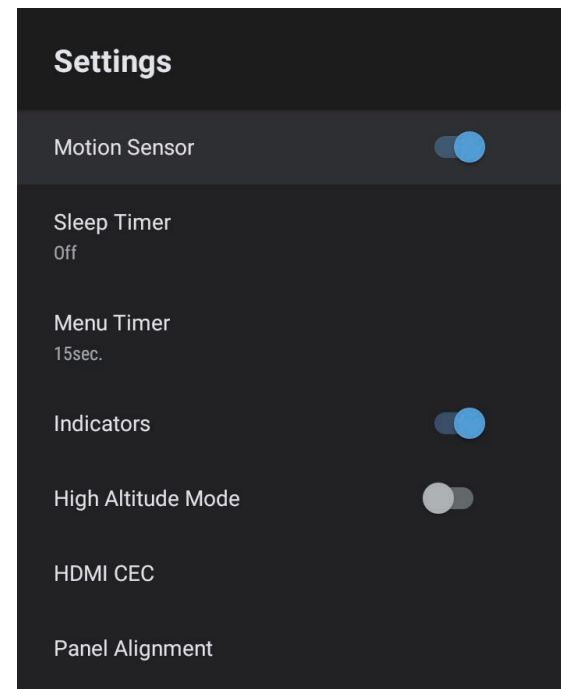 Settings
Motion Sensor
Sleep Timer
Off
Menu Timer
15sec.
Indicators
High Altitude Mode
HDMI CEC
Panel Alignment